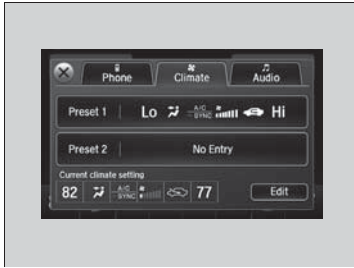 Phone
Climate
Audio
Preset 1 Lo A/C SYNC Hi
Preset 2 No Entry
Current climate setting
82 A/C SYNC 77 Edit